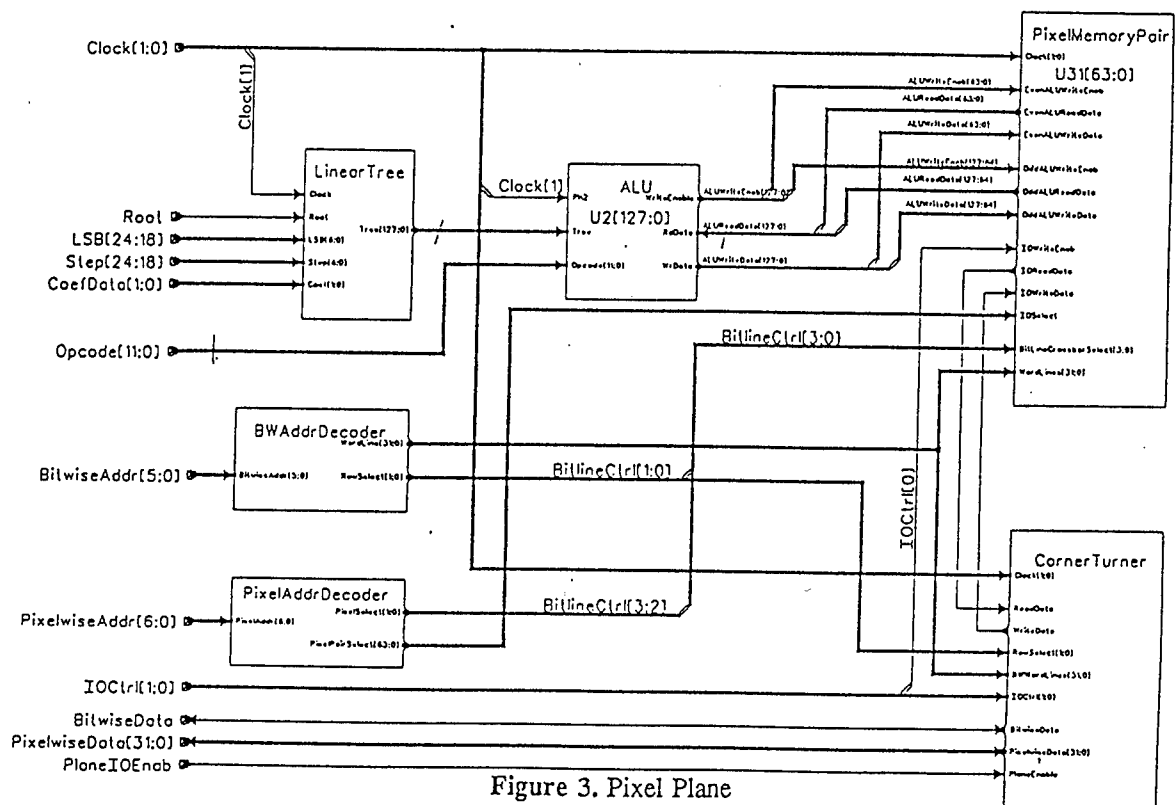 Clock[1:0]
Clock[1]
PixelMemoryPair
Clock[1:0]
U31[63:0]
EvenALUWriteEnab
EvenALUReadData
EvenALUWriteData
OddALUWriteEnab
OddALUReadData
OddALUWriteData
IOWriteEnab
IOReadData
IOWriteData
IOSelect
BitLineCrossbarSelect[3:0]
WordLines[31:0]
ALUWriteEnab[63:0]
ALUReadData[63:0]
ALUWriteData[63:0]
ALUWriteEnab[127:64]
ALUReadData[127:64]
ALUWriteData[127:64]
LinearTree
Clock
Root
LSB[6:0]
Step[6:0]
Coef[1:0]
Tree[127:0]
Clock[1]
ALU
Ph2
WriteEnable
U2[127:0]
Tree
RdData
Opcode[11:0]
WrData
ALUWriteEnab[127:0]
ALUReadData[127:0]
ALUWriteData[127:0]
Root
LSB[24:18]
Step[24:18]
CoefData[1:0]
Opcode[11:0]
BitlineCtrl[3:0]
BWAddrDecoder
WordLine[31:0]
BitwiseAddr[5:0]
RowSelect[1:0]
BitwiseAddr[5:0]
BitlineCtrl[1:0]
IOCtrl[0]
PixelAddrDecoder
PixelSelect[1:0]
PixelAddr[6:0]
PixelPairSelect[63:0]
PixelwiseAddr[6:0]
BitlineCtrl[3:2]
CornerTurner
Clock[1:0]
ReadData
WriteData
RowSelect[1:0]
BWWordLines[31:0]
IOCtrl[1:0]
BitwiseData
PixelwiseData[31:0]
PlaneEnable
IOCtrl[1:0]
BitwiseData
PixelwiseData[31:0]
PlaneIOEnab
Figure 3. Pixel Plane